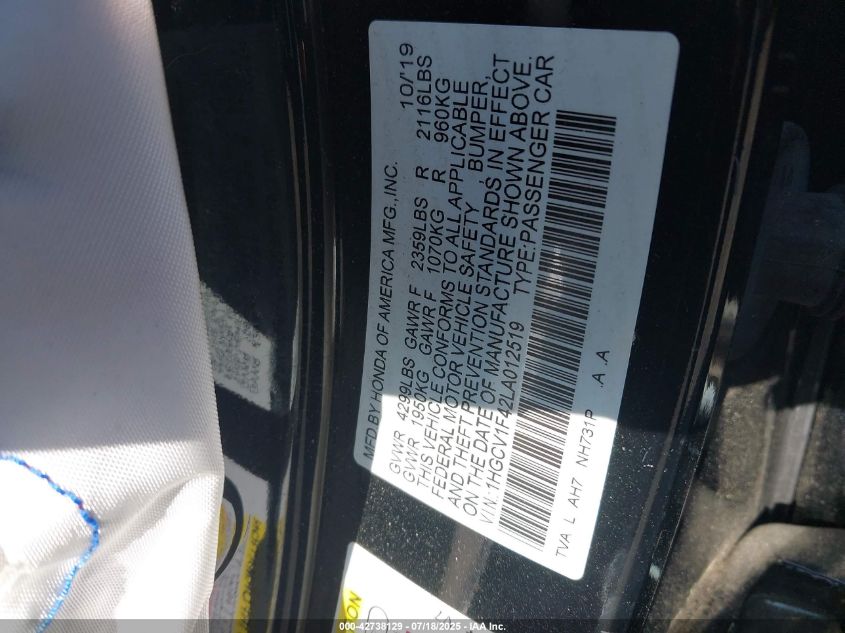 MFD BY HONDA OF AMERICA MFG.,INC. 10/'19
GVWR 4299LBS GAWR F 2359LBS R 2116LBS
GVWR 1950KG GAWR F 1070KG R 960KG
THIS VEHICLE CONFORMS TO ALL APPLICABLE
FEDERAL MOTOR VEHICLE SAFETY, BUMPER,
AND THEFT PREVENTION STANDARDS IN EFFECT
ON THE DATE OF MANUFACTURE SHOWN ABOVE.
VIN:1HGCV1F42LA012519 TYPE:PASSENGER CAR
TVA L AH7 NH731P .A .A
000-42738129 - 07/18/2025 - IAA Inc.